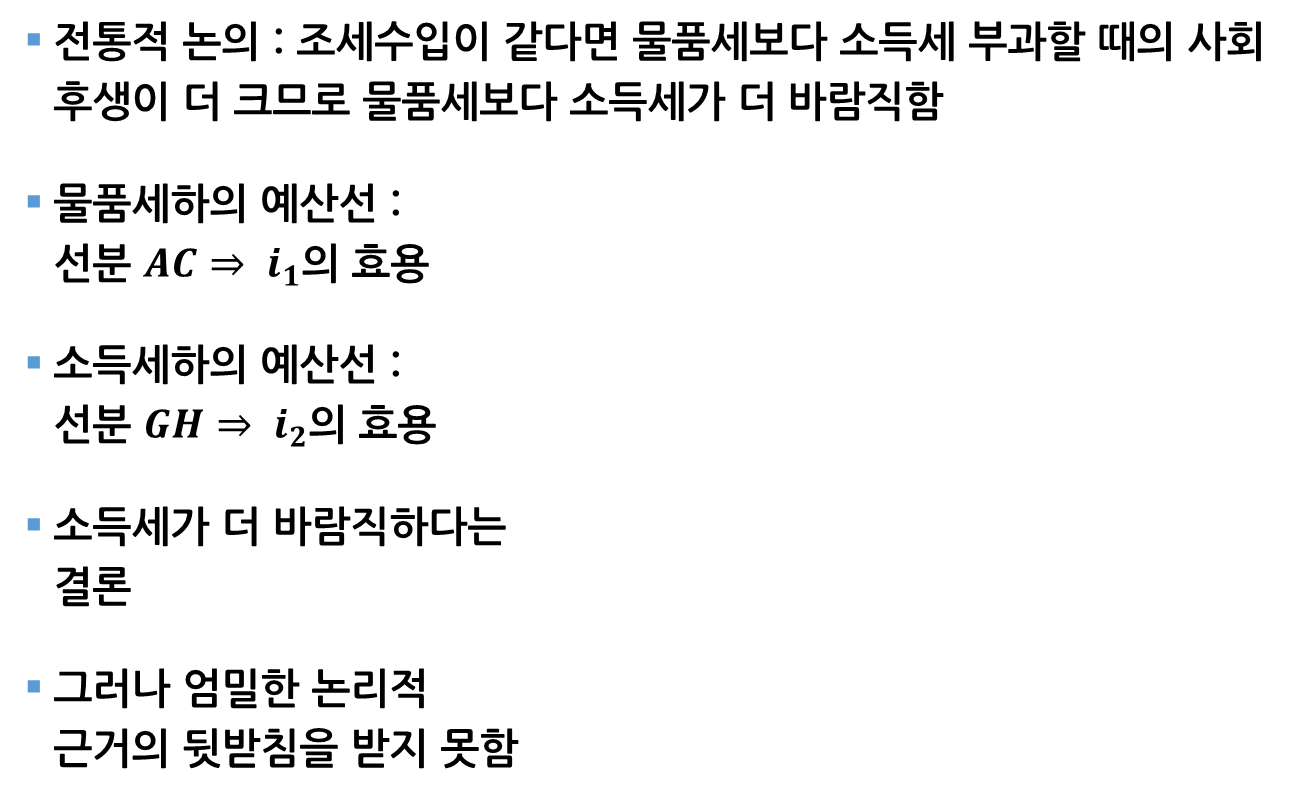 ▪ 전통적 논의 : 조세수입이 같다면 물품세보다 소득세 부과할 때의 사회
후생이 더 크므로 물품세보다 소득세가 더 바람직함
▪ 물품세하의 예산선 :
선분 AC ⇒ i₁의 효용
▪ 소득세하의 예산선 :
선분 GH ⇒ i₂의 효용
▪ 소득세가 더 바람직하다는
결론
▪ 그러나 엄밀한 논리적
근거의 뒷받침을 받지 못함